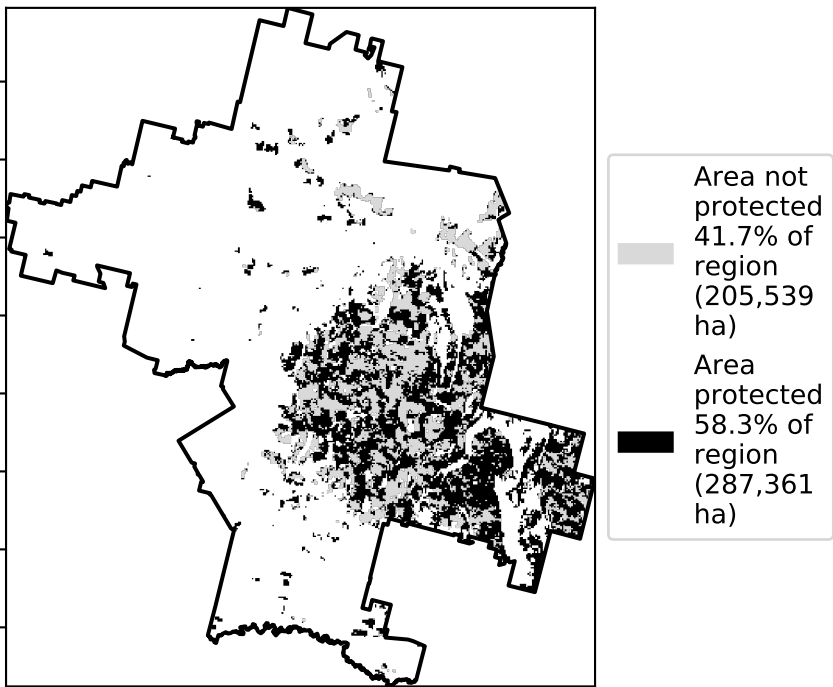 Area not
protected
41.7% of
region
(205,539
ha)
Area
protected
58.3% of
region
(287,361
ha)